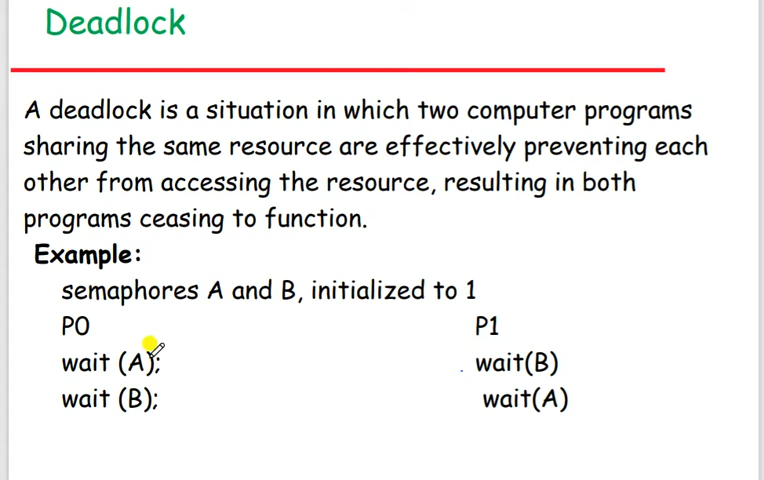 Deadlock
A deadlock is a situation in which two computer programs
sharing the same resource are effectively preventing each
other from accessing the resource, resulting in both
programs ceasing to function.
Example:
semaphores A and B, initialized to 1
P0 P1
wait (A); wait(B)
wait (B); wait(A)